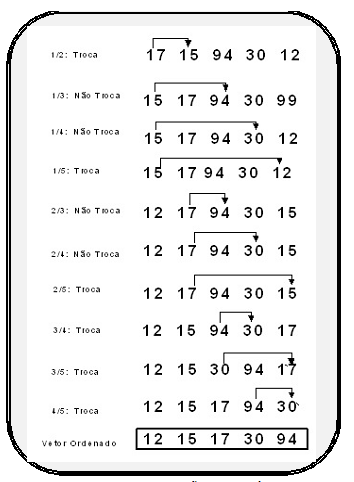 1/2: Troca 17 15 94 30 12
1/3: Não Troca 15 17 94 30 99
1/4: Não Troca 15 17 94 30 12
1/5: Troca 15 17 94 30 12
2/3: Não Troca 12 17 94 30 15
2/4: Não Troca 12 17 94 30 15
2/5: Troca 12 17 94 30 15
3/4: Troca 12 15 94 30 17
3/5: Troca 12 15 30 94 17
4/5: Troca 12 15 17 94 30
Vetor Ordenado 12 15 17 30 94